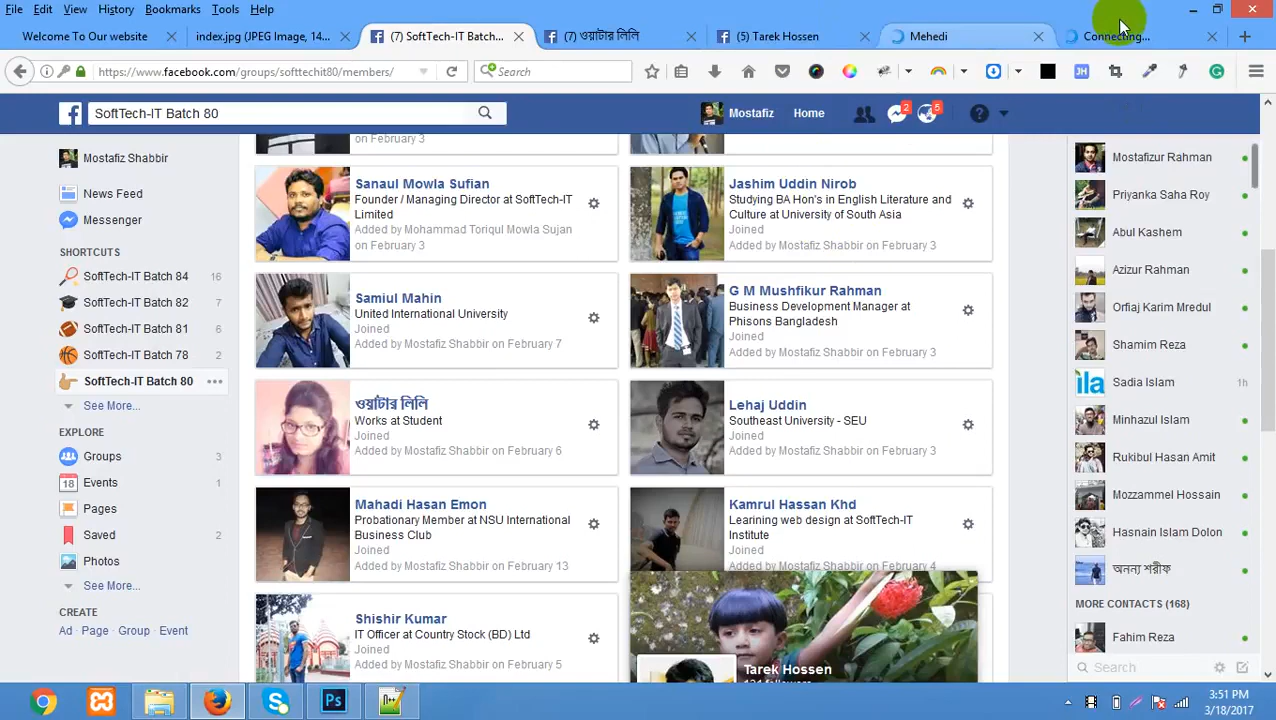 File Edit View History Bookmarks Tools Help
Welcome To Our website
index.jpg (JPEG Image, 14...
(7) SoftTech-IT Batch...
(7) ওয়াটার লিলি
(5) Tarek Hossen
Mehedi
Connecting...
https://www.facebook.com/groups/softtechit80/members/
Search
SoftTech-IT Batch 80
Mostafiz
Home
2
5
Mostafiz Shabbir
News Feed
Messenger
SHORTCUTS
SoftTech-IT Batch 84 16
SoftTech-IT Batch 82 7
SoftTech-IT Batch 81 6
SoftTech-IT Batch 78 2
SoftTech-IT Batch 80
See More...
EXPLORE
Groups 3
18 Events 1
Pages
Saved 2
Photos
See More...
CREATE
Ad · Page · Group · Event
on February 3
Sanaul Mowla Sufian
Founder / Managing Director at SoftTech-IT
Limited
Added by Mohammad Toriqul Mowla Sujan
on February 3
Jashim Uddin Nirob
Studying BA Hon's in English Literature and
Culture at University of South Asia
Joined
Added by Mostafiz Shabbir on February 3
Samiul Mahin
United International University
Joined
Added by Mostafiz Shabbir on February 7
G M Mushfikur Rahman
Business Development Manager at
Phisons Bangladesh
Joined
Added by Mostafiz Shabbir on February 3
ওয়াটার লিলি
Works at Student
Joined
Added by Mostafiz Shabbir on February 6
Lehaj Uddin
Southeast University - SEU
Joined
Added by Mostafiz Shabbir on February 3
Mahadi Hasan Emon
Probationary Member at NSU International
Business Club
Joined
Added by Mostafiz Shabbir on February 13
Kamrul Hassan Khd
Learining web design at SoftTech-IT
Institute
Joined
Added by Mostafiz Shabbir on February 4
Shishir Kumar
IT Officer at Country Stock (BD) Ltd
Joined
Added by Mostafiz Shabbir on February 5
Tarek Hossen
Mostafizur Rahman
Priyanka Saha Roy
Abul Kashem
Azizur Rahman
Orfiaj Karim Mredul
Shamim Reza
ila
Sadia Islam 1h
Minhazul Islam
Rukibul Hasan Amit
Mozzammel Hossain
Hasnain Islam Dolon
অনন্য শরীফ
MORE CONTACTS (168)
Fahim Reza
Search
JH
Ps
3:51 PM
3/18/2017